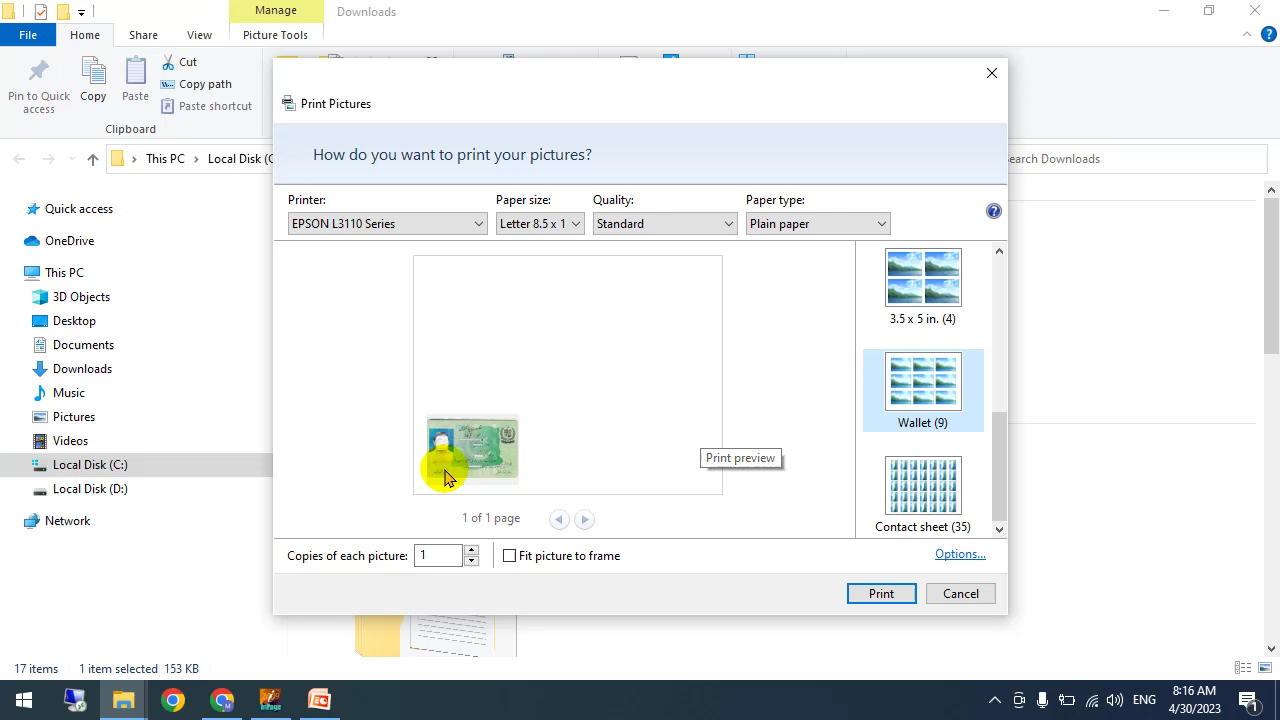 Manage
Downloads
File
Home
Share
View
Picture Tools
Pin to Quick access
Copy
Paste
Cut
Copy path
Paste shortcut
Clipboard
This PC
Local Disk (C
Search Downloads
Quick access
OneDrive
This PC
3D Objects
Desktop
Documents
Downloads
Music
Pictures
Videos
Local Disk (C:)
Local Disk (D:)
Network
Print Pictures
How do you want to print your pictures?
Printer:
Paper size:
Quality:
Paper type:
EPSON L3110 Series
Letter 8.5 x 1
Standard
Plain paper
3.5 x 5 in. (4)
Wallet (9)
Contact sheet (35)
Print preview
1 of 1 page
Copies of each picture:
1
Fit picture to frame
Options...
Print
Cancel
17 items
1 item selected 153 KB
ENG
8:16 AM
4/30/2023
1